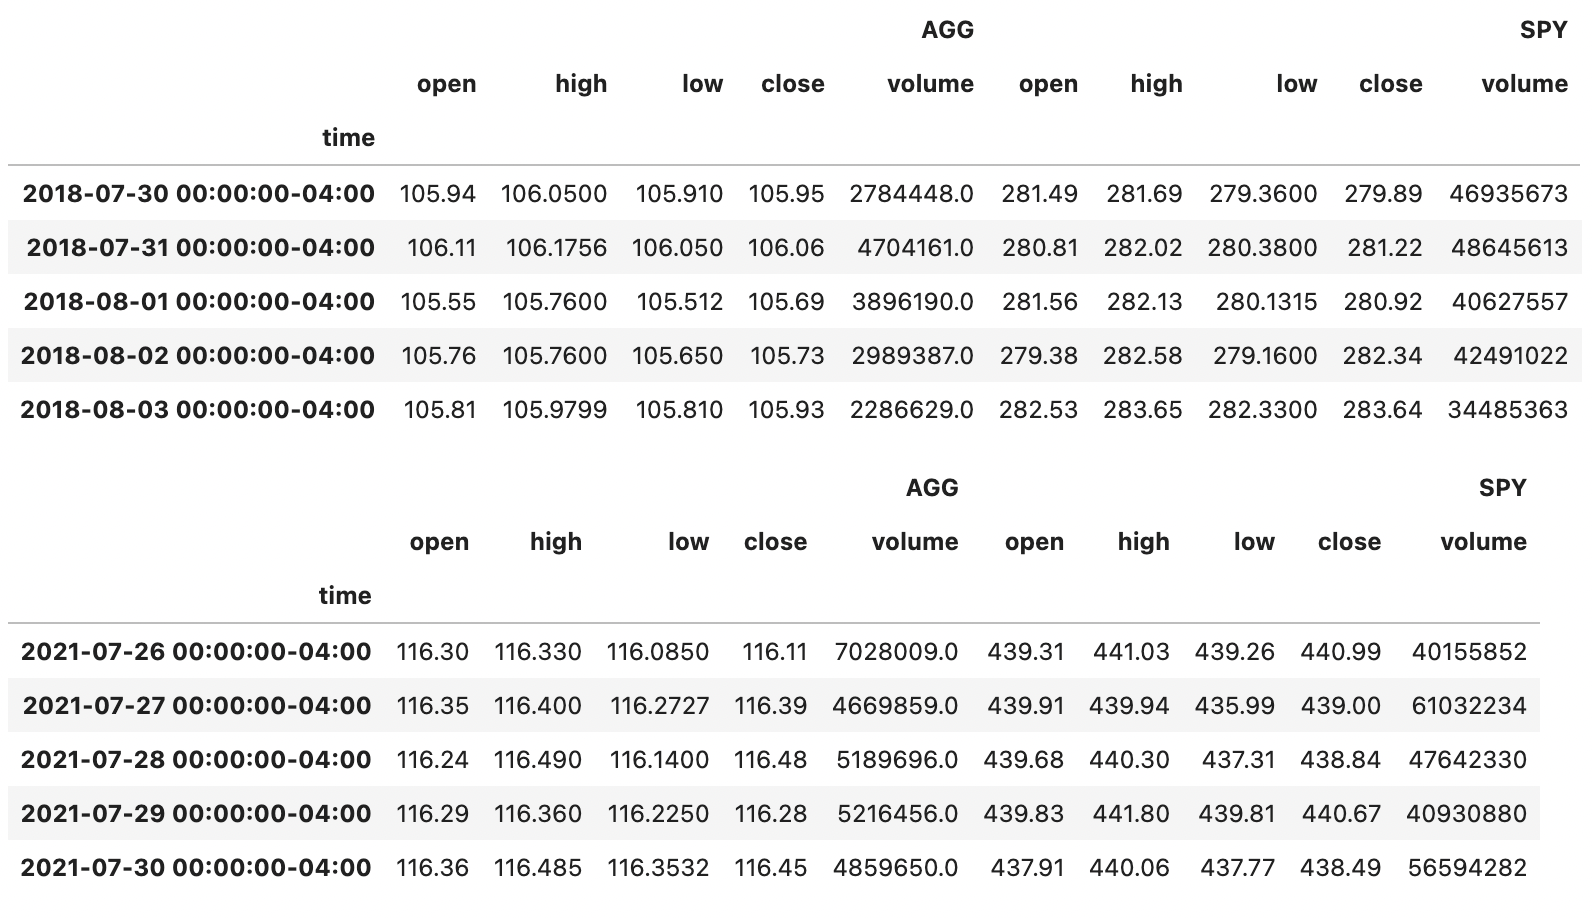 AGG SPY
open high low close volume open high low close volume
time
2018-07-30 00:00:00-04:00 105.94 106.0500 105.910 105.95 2784448.0 281.49 281.69 279.3600 279.89 46935673
2018-07-31 00:00:00-04:00 106.11 106.1756 106.050 106.06 4704161.0 280.81 282.02 280.3800 281.22 48645613
2018-08-01 00:00:00-04:00 105.55 105.7600 105.512 105.69 3896190.0 281.56 282.13 280.1315 280.92 40627557
2018-08-02 00:00:00-04:00 105.76 105.7600 105.650 105.73 2989387.0 279.38 282.58 279.1600 282.34 42491022
2018-08-03 00:00:00-04:00 105.81 105.9799 105.810 105.93 2286629.0 282.53 283.65 282.3300 283.64 34485363
AGG SPY
open high low close volume open high low close volume
time
2021-07-26 00:00:00-04:00 116.30 116.330 116.0850 116.11 7028009.0 439.31 441.03 439.26 440.99 40155852
2021-07-27 00:00:00-04:00 116.35 116.400 116.2727 116.39 4669859.0 439.91 439.94 435.99 439.00 61032234
2021-07-28 00:00:00-04:00 116.24 116.490 116.1400 116.48 5189696.0 439.68 440.30 437.31 438.84 47642330
2021-07-29 00:00:00-04:00 116.29 116.360 116.2250 116.28 5216456.0 439.83 441.80 439.81 440.67 40930880
2021-07-30 00:00:00-04:00 116.36 116.485 116.3532 116.45 4859650.0 437.91 440.06 437.77 438.49 56594282